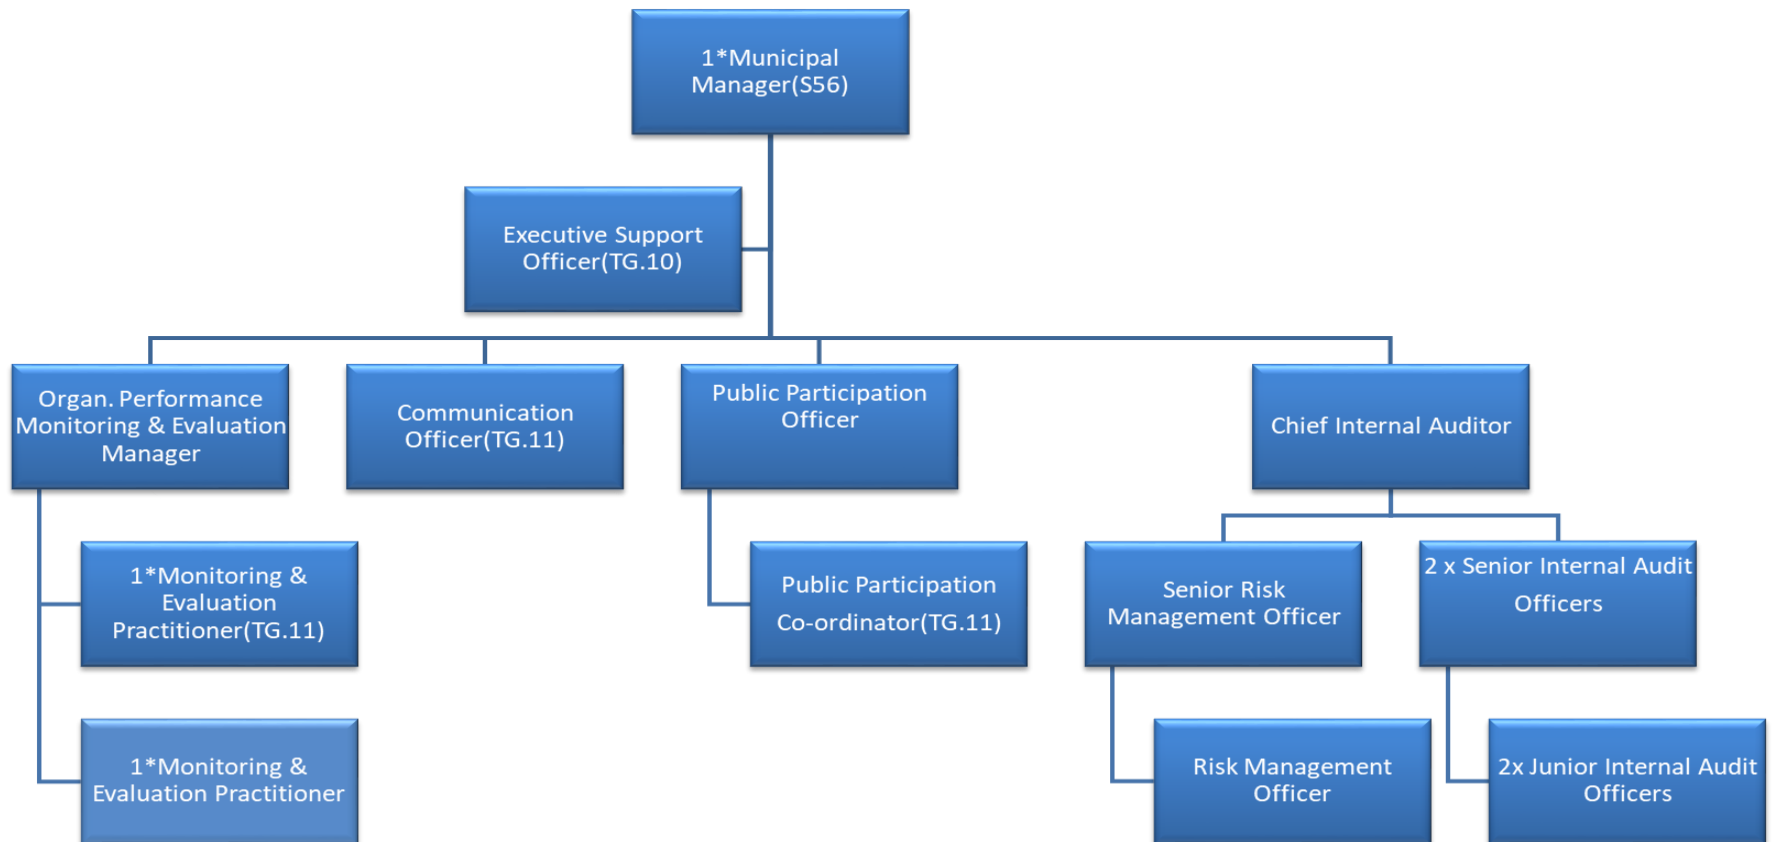 1*Municipal
Manager(S56)
Executive Support
Officer(TG.10)
Organ. Performance
Monitoring & Evaluation
Manager
Communication
Officer(TG.11)
Public Participation
Officer
Chief Internal Auditor
1*Monitoring &
Evaluation
Practitioner(TG.11)
Public Participation
Co-ordinator(TG.11)
Senior Risk
Management Officer
2 x Senior Internal Audit
Officers
1*Monitoring &
Evaluation Practitioner
Risk Management
Officer
2x Junior Internal Audit
Officers